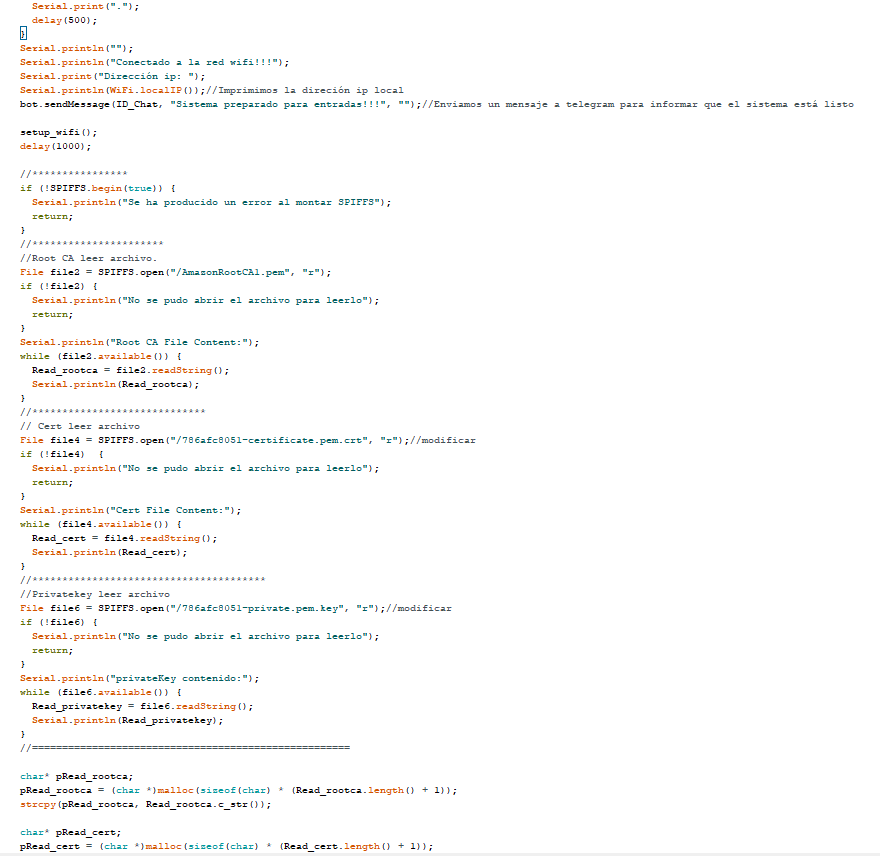 Serial.print(".");
delay(500);
}
Serial.println("");
Serial.println("Conectado a la red wifi!!!");
Serial.print("Dirección ip: ");
Serial.println(WiFi.localIP());//Imprimimos la direción ip local
bot.sendMessage(ID_Chat, "Sistema preparado para entradas!!!", "");//Enviamos un mensaje a telegram para informar que el sistema está listo
setup_wifi();
delay(1000);
//****************
if (!SPIFFS.begin(true)) {
Serial.println("Se ha producido un error al montar SPIFFS");
return;
}
//**********************
//Root CA leer archivo.
File file2 = SPIFFS.open("/AmazonRootCA1.pem", "r");
if (!file2) {
Serial.println("No se pudo abrir el archivo para leerlo");
return;
}
Serial.println("Root CA File Content:");
while (file2.available()) {
Read_rootca = file2.readString();
Serial.println(Read_rootca);
}
//*****************************
// Cert leer archivo
File file4 = SPIFFS.open("/786afc8051-certificate.pem.crt", "r");//modificar
if (!file4)  {
Serial.println("No se pudo abrir el archivo para leerlo");
return;
}
Serial.println("Cert File Content:");
while (file4.available()) {
Read_cert = file4.readString();
Serial.println(Read_cert);
}
//***************************************
//Privatekey leer archivo
File file6 = SPIFFS.open("/786afc8051-private.pem.key", "r");//modificar
if (!file6) {
Serial.println("No se pudo abrir el archivo para leerlo");
return;
}
Serial.println("privateKey contenido:");
while (file6.available()) {
Read_privatekey = file6.readString();
Serial.println(Read_privatekey);
}
//=====================================================
char* pRead_rootca;
pRead_rootca = (char *)malloc(sizeof(char) * (Read_rootca.length() + 1));
strcpy(pRead_rootca, Read_rootca.c_str());
char* pRead_cert;
pRead_cert = (char *)malloc(sizeof(char) * (Read_cert.length() + 1));